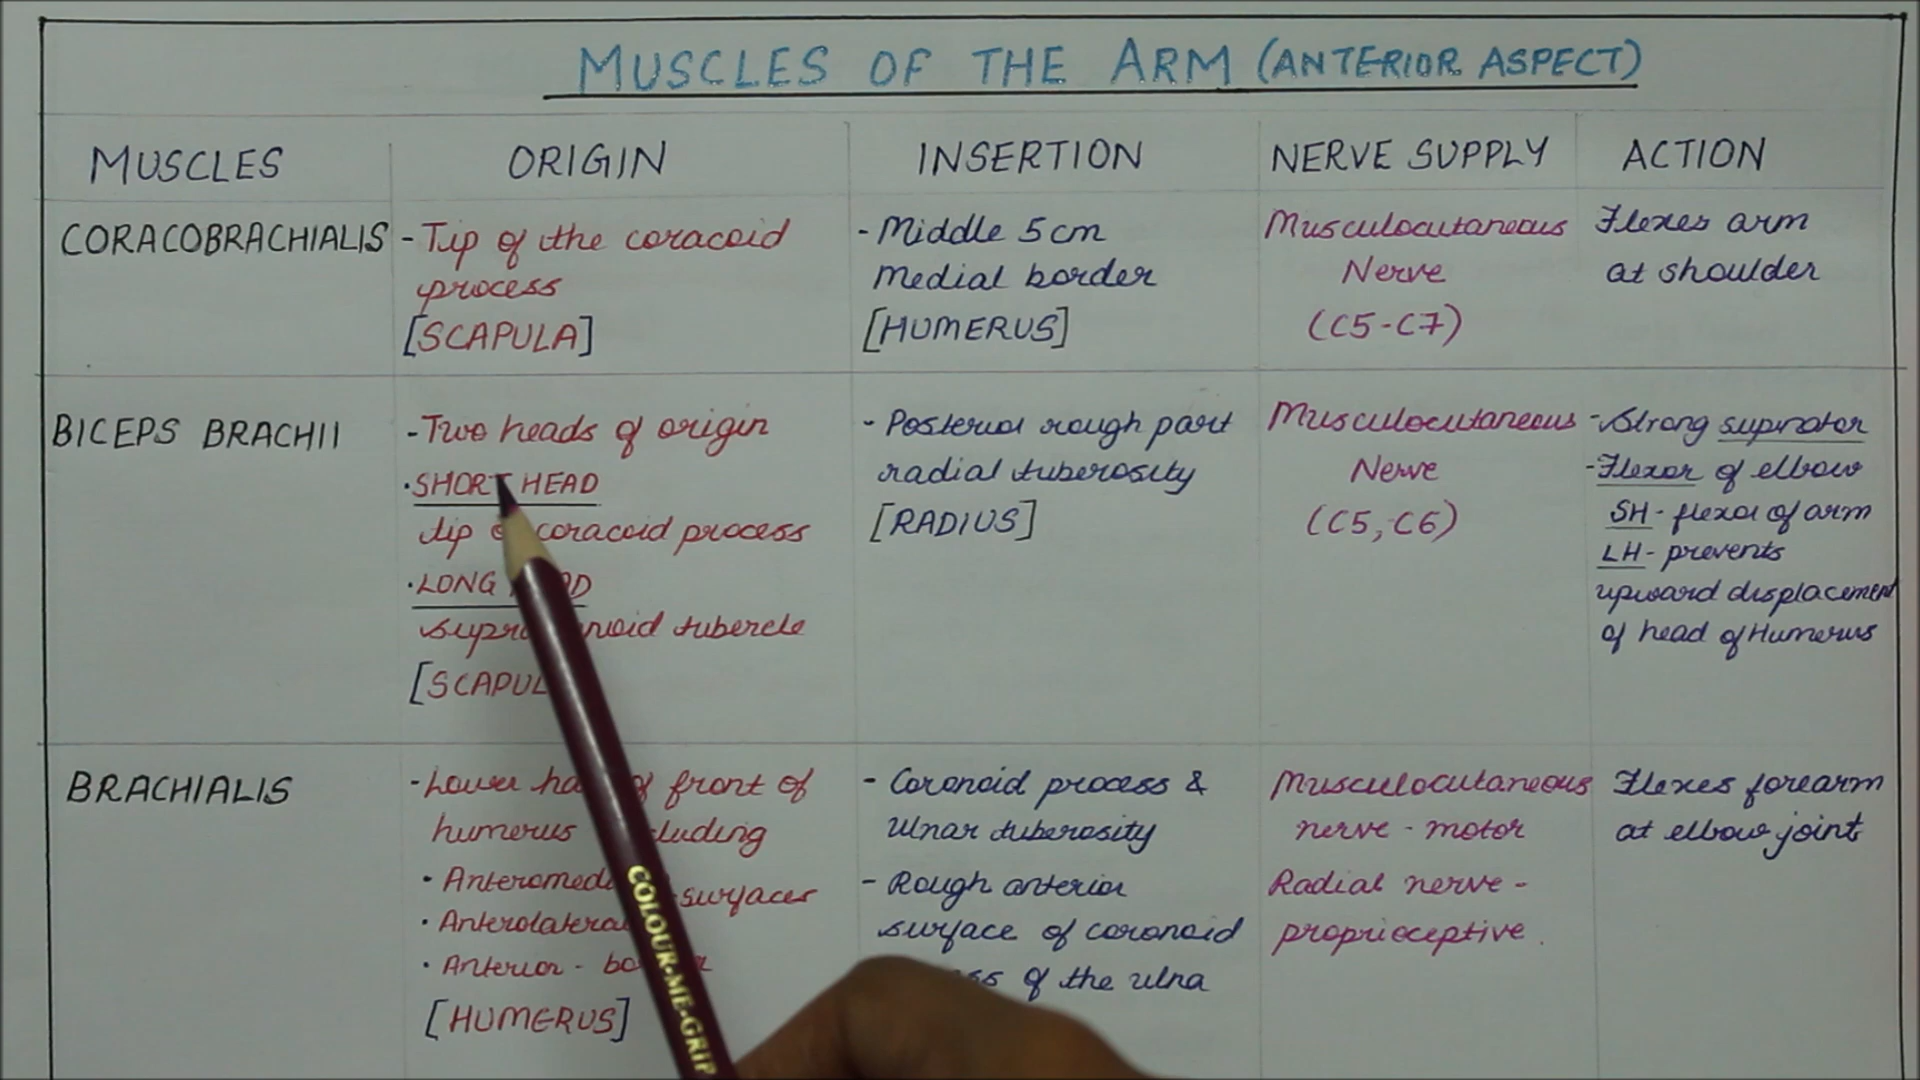 MUSCLES OF THE ARM (ANTERIOR ASPECT)
MUSCLES ORIGIN INSERTION NERVE SUPPLY ACTION
CORACOBRACHIALIS
- Tip of the coracoid
process
[SCAPULA]
- Middle 5cm
Medial border
[HUMERUS]
Musculocutaneous
Nerve
(C5-C7)
Flexes arm
at shoulder
BICEPS BRACHII
- Two heads of origin
• SHORT HEAD
tip coracoid process
• LONG
tubercle
- Posterior rough part
radial tuberosity
[RADIUS]
Musculocutaneous
Nerve
(C5, C6)
- Strong supinator
- Flexor of elbow
SH - flexor of arm
LH - prevents
upward displacement
of head of Humerus
BRACHIALIS
- Lower front of
humerus
• surfaces
•
• Anterior -
[HUMERUS]
- Coronoid process &
Ulnar tuberosity
- Rough anterior
surface of coronoid
of the ulna
Musculocutaneous
nerve - motor
Radial nerve -
proprioceptive.
Flexes forearm
at elbow joint
COLOUR-ME-GRIP